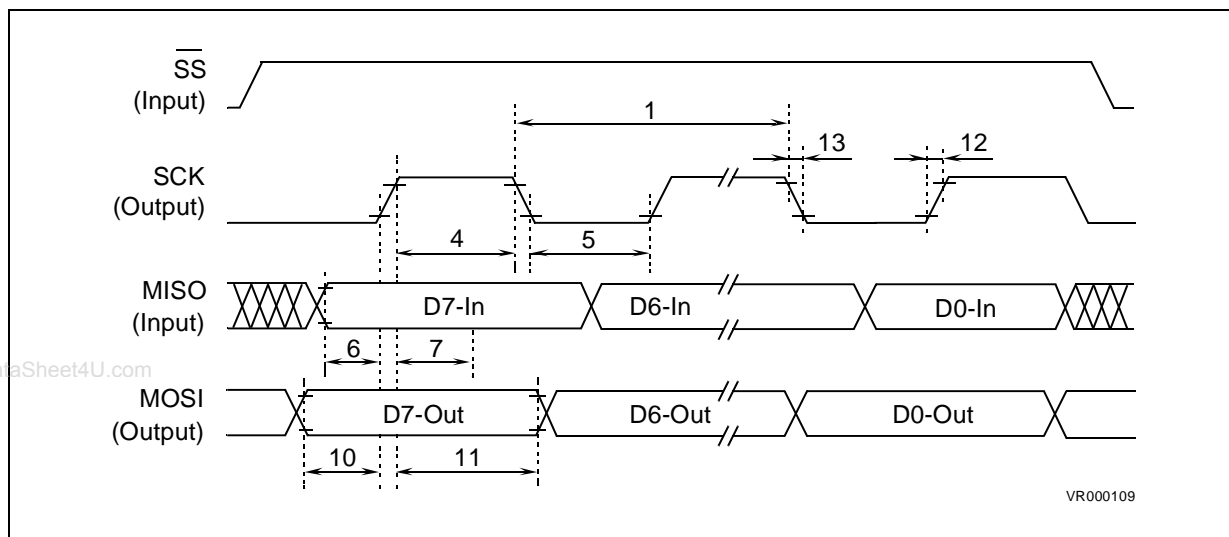 SS
(Input)
1
13
12
SCK
(Output)
4
5
MISO
(Input)
D7-In
D6-In
D0-In
6
7
aSheet4U.com
MOSI
(Output)
D7-Out
D6-Out
D0-Out
10
11
VR000109